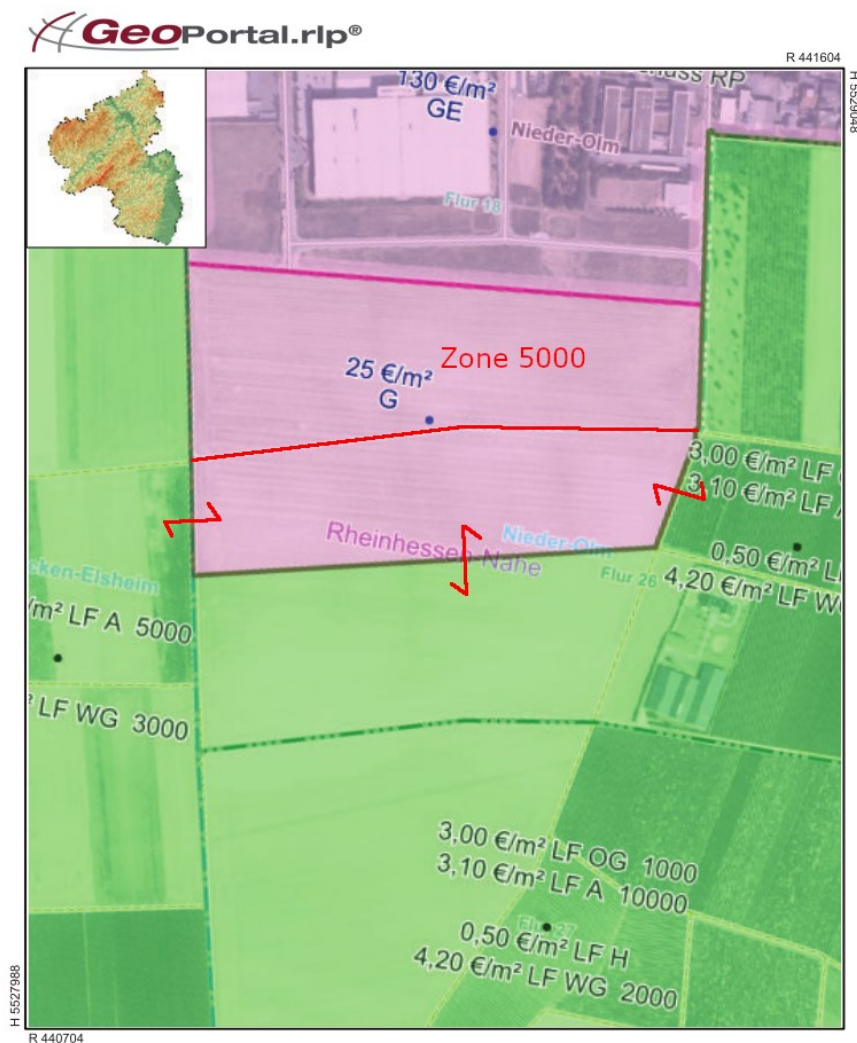 GeoPortal.rlp®
R 441604
H 5529048
130 €/m²
GE
RP
Nieder-Olm
Flur 18
25 €/m²
G
Zone 5000
3,00 €/m² LF
3,10 €/m² LF
Rheinhessen-Nahe
Nieder-Olm
0,50 €/m²
Flur 26
4,20 €/m² LF
cken-Elsheim
/m² LF A 5000
LF WG 3000
3,00 €/m² LF OG 1000
3,10 €/m² LF A 10000
0,50 €/m² LF H
4,20 €/m² LF WG 2000
H 5527988
R 440704